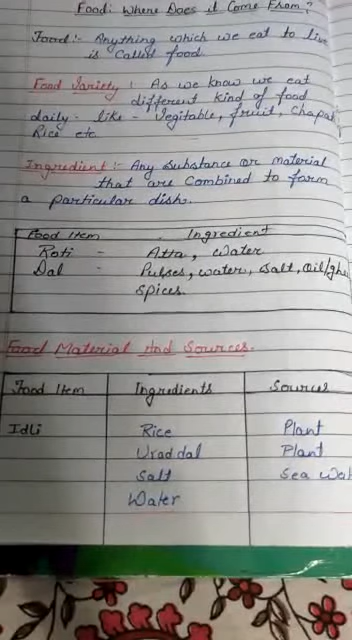 Food: Where Does it Come From?
Food:- Anything which we eat to live
is Called food.
Food Variety : As we know we eat
different kind of food
daily. like - Vegitable, fruit, Chapati
Rice etc
Ingredient:- Any Substance or material
that are Combined to form
a particular dish.
Food Item Ingredient
Roti - Atta, water
Dal - Pulses, water, Salt, Oil/ghe
Spices.
Food Material And Sources.
Food Item Ingredients Sources
Idli Rice Plant
Urad dal Plant
Salt Sea Wat
Water